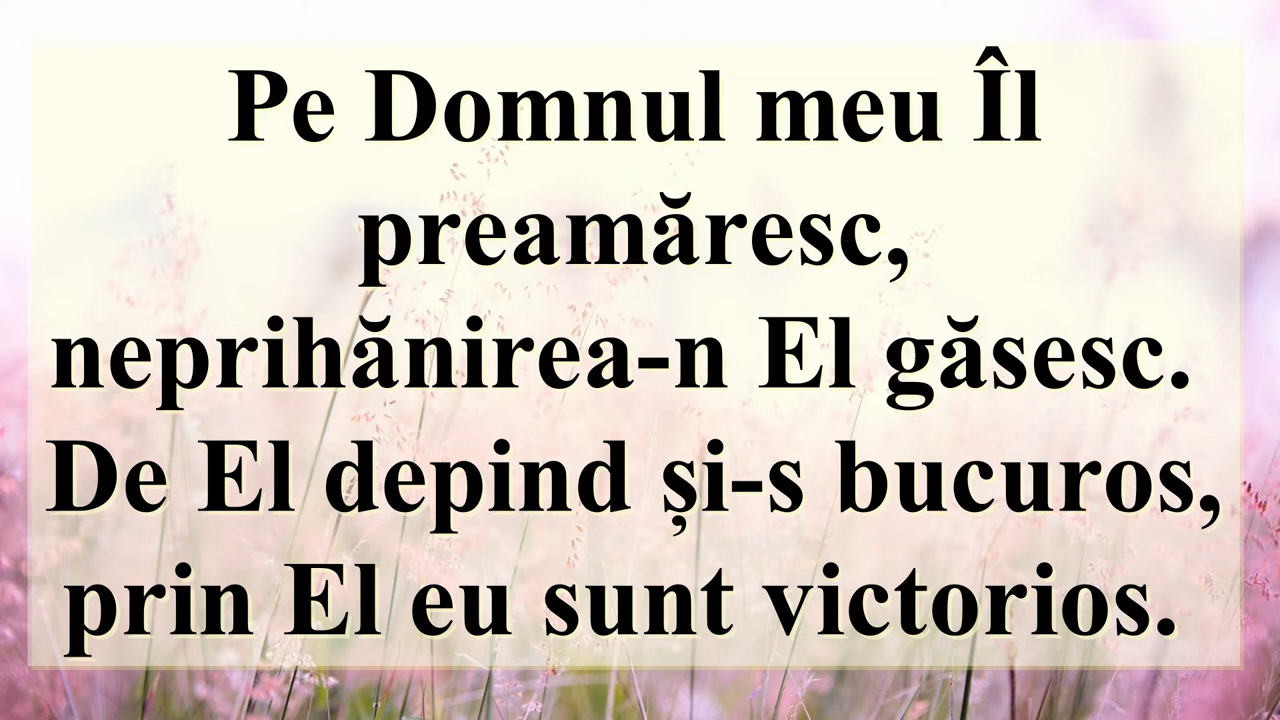 Pe Domnul meu Îl
preamăresc,
neprihănirea-n El găsesc.
De El depind și-s bucuros,
prin El eu sunt victorios.